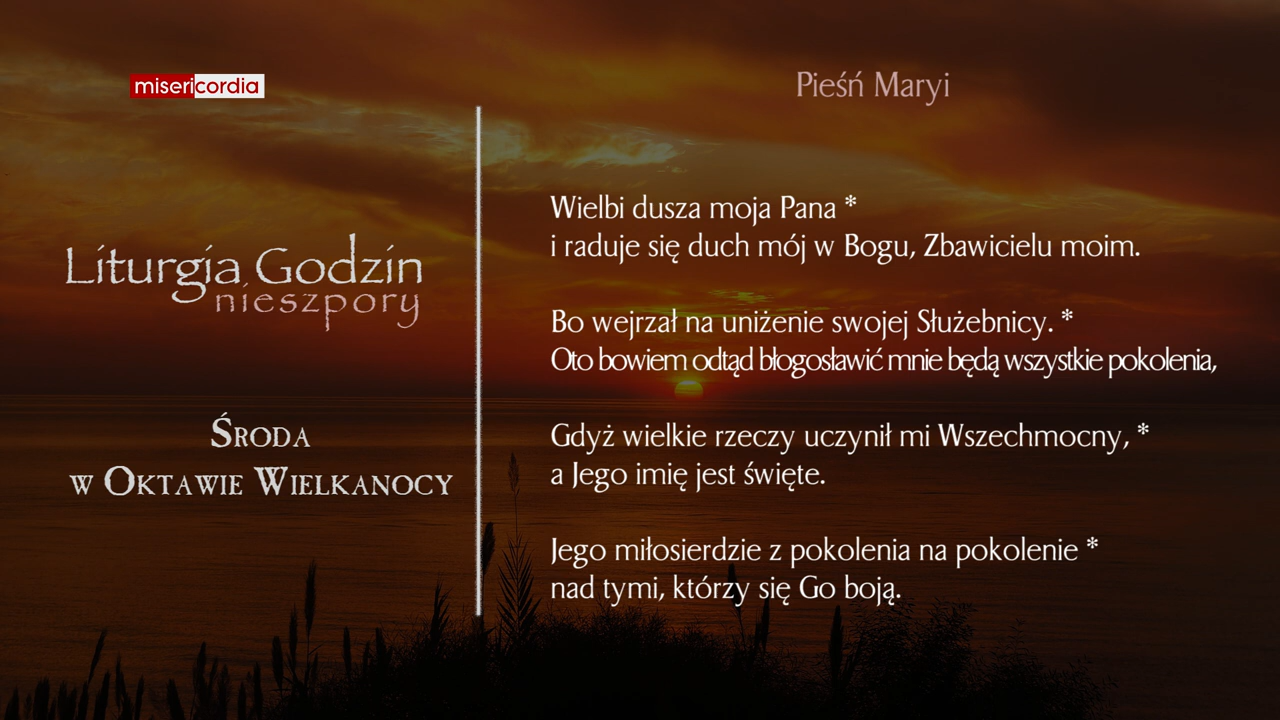 misericordia
Liturgia Godzin
nieszpory
Środa
w Oktawie Wielkanocy
Pieśń Maryi
Wielbi dusza moja Pana *
i raduje się duch mój w Bogu, Zbawicielu moim.
Bo wejrzał na uniżenie swojej Służebnicy. *
Oto bowiem odtąd błogosławić mnie będą wszystkie pokolenia,
Gdyż wielkie rzeczy uczynił mi Wszechmocny, *
a Jego imię jest święte.
Jego miłosierdzie z pokolenia na pokolenie *
nad tymi, którzy się Go boją.